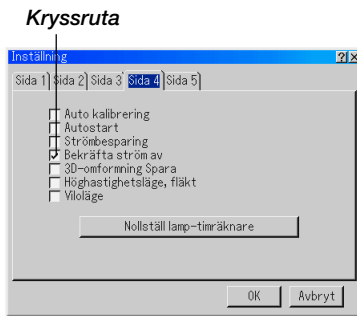 Kryssruta
Inställning
Sida 1 Sida 2 Sida 3 Sida 4 Sida 5
Auto kalibrering
Autostart
Strömbesparing
Bekräfta ström av
3D-omformning Spara
Höghastighetsläge, fläkt
Viloläge
Nollställ lamp-timräknare
OK Avbryt